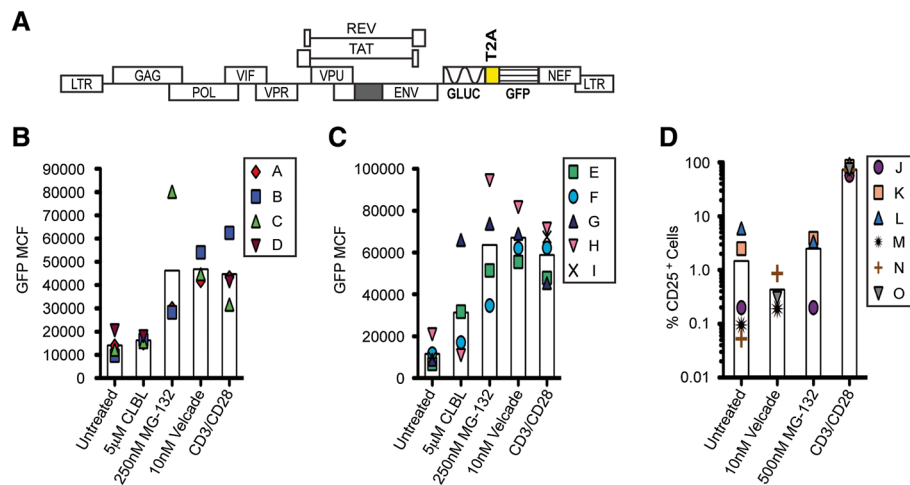 A
REV
TAT
T2A
LTR
GAG
POL
VIF
VPR
VPU
ENV
GLUC
GFP
NEF
LTR
B
GFP MCF
90000
80000
70000
60000
50000
40000
30000
20000
10000
0
Untreated
5µM CLBL
250nM MG-132
10nM Velcade
CD3/CD28
A
B
C
D
C
GFP MCF
100000
80000
60000
40000
20000
0
Untreated
5µM CLBL
250nM MG-132
10nM Velcade
CD3/CD28
E
F
G
H
I
D
% CD25+ Cells
100
10
1.0
0.1
0.01
Untreated
10nM Velcade
500nM MG-132
CD3/CD28
J
K
L
M
N
O